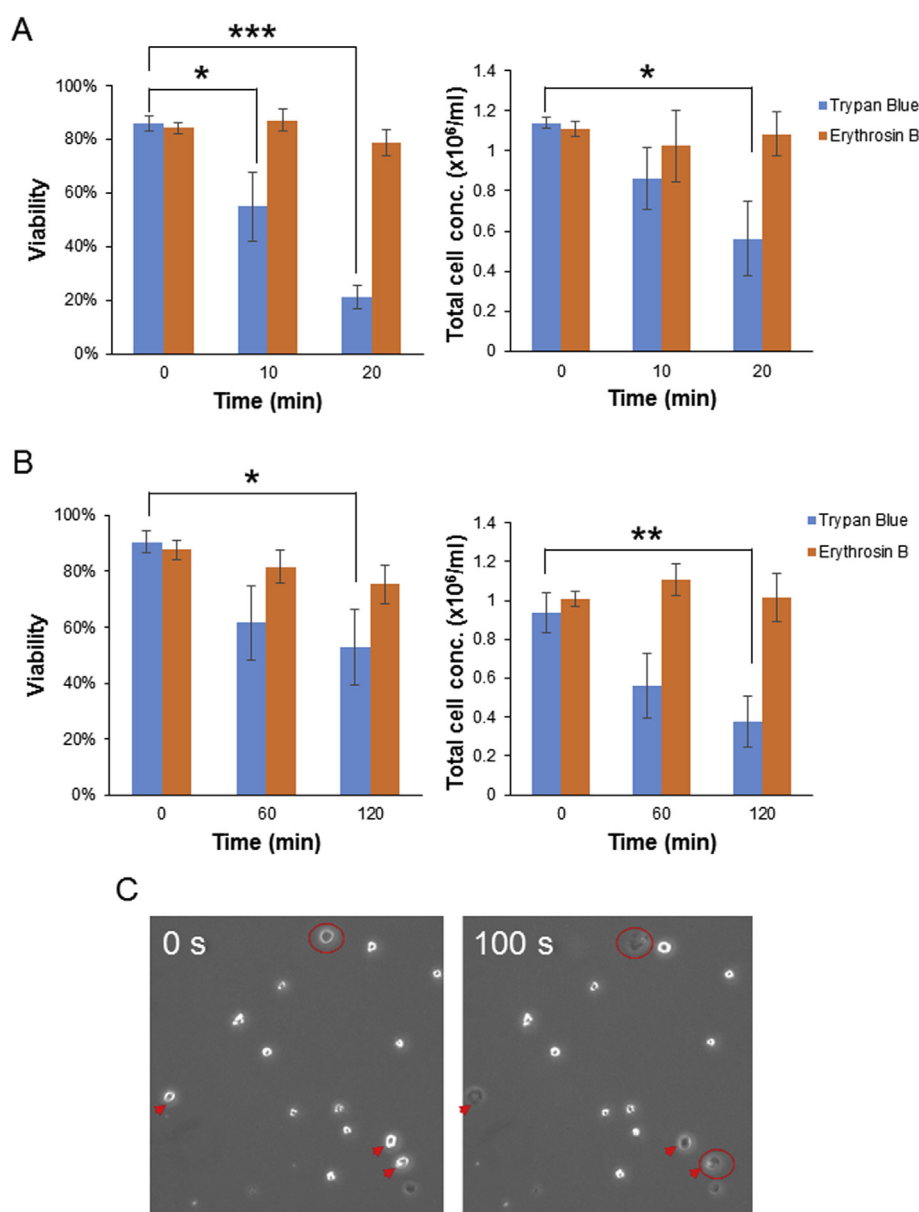 A
***
*
100%
80%
60%
40%
20%
0%
Viability
0 10 20
Time (min)
*
1.4
1.2
1
0.8
0.6
0.4
0.2
0
Total cell conc. (x10⁶/ml)
0 10 20
Time (min)
Trypan Blue
Erythrosin B
B
*
100%
80%
60%
40%
20%
0%
Viability
0 60 120
Time (min)
**
1.4
1.2
1
0.8
0.6
0.4
0.2
0
Total cell conc. (x10⁶/ml)
0 60 120
Time (min)
Trypan Blue
Erythrosin B
C
0 s
100 s